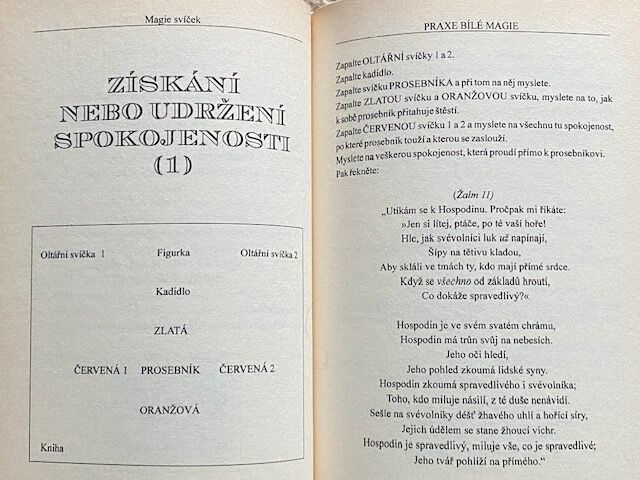 Magie svíček
ZÍSKÁNÍ
NEBO UDRŽENÍ
SPOKOJENOSTI
(1)
Oltářní svíčka 1 Figurka Oltářní svíčka 2
Kadidlo
ZLATÁ
ČERVENÁ 1 PROSEBNÍK ČERVENÁ 2
ORANŽOVÁ
Kniha
PRAXE BÍLÉ MAGIE
Zapalte OLTÁŘNÍ svíčky 1 a 2.
Zapalte kadidlo.
Zapalte svíčku PROSEBNÍKA a při tom na něj myslete.
Zapalte ZLATOU svíčku a ORANŽOVOU svíčku, myslete na to, jak
k sobě prosebník přitahuje štěstí.
Zapalte ČERVENOU svíčku 1 a 2 a myslete na všechnu tu spokojenost,
po které prosebník touží a kterou se zaslouží.
Myslete na veškerou spokojenost, která proudí přímo k prosebníkovi.
Pak řekněte:
(Žalm 11)
„Utíkám se k Hospodinu. Pročpak mi říkáte:
»Jen si lítej, ptáče, po té vaší hoře!
Hle, jak svévolníci luk už napínají,
Šípy na tětivu kladou,
Aby skláli ve tmách ty, kdo mají přímé srdce.
Když se všechno od základů hroutí,
Co dokáže spravedlivý?«
Hospodin je ve svém svatém chrámu,
Hospodin má trůn svůj na nebesích.
Jeho oči hledí,
Jeho pohled zkoumá lidské syny.
Hospodin zkoumá spravedlivého i svévolníka;
Toho, kdo miluje násilí, z té duše nenávidí.
Sešle na svévolníky déšť žhavého uhlí a hořící síry,
Jejich údělem se stane žhoucí vichr.
Hospodin je spravedlivý, miluje vše, co je spravedlivé;
Jeho tvář pohlíží na přímého.“